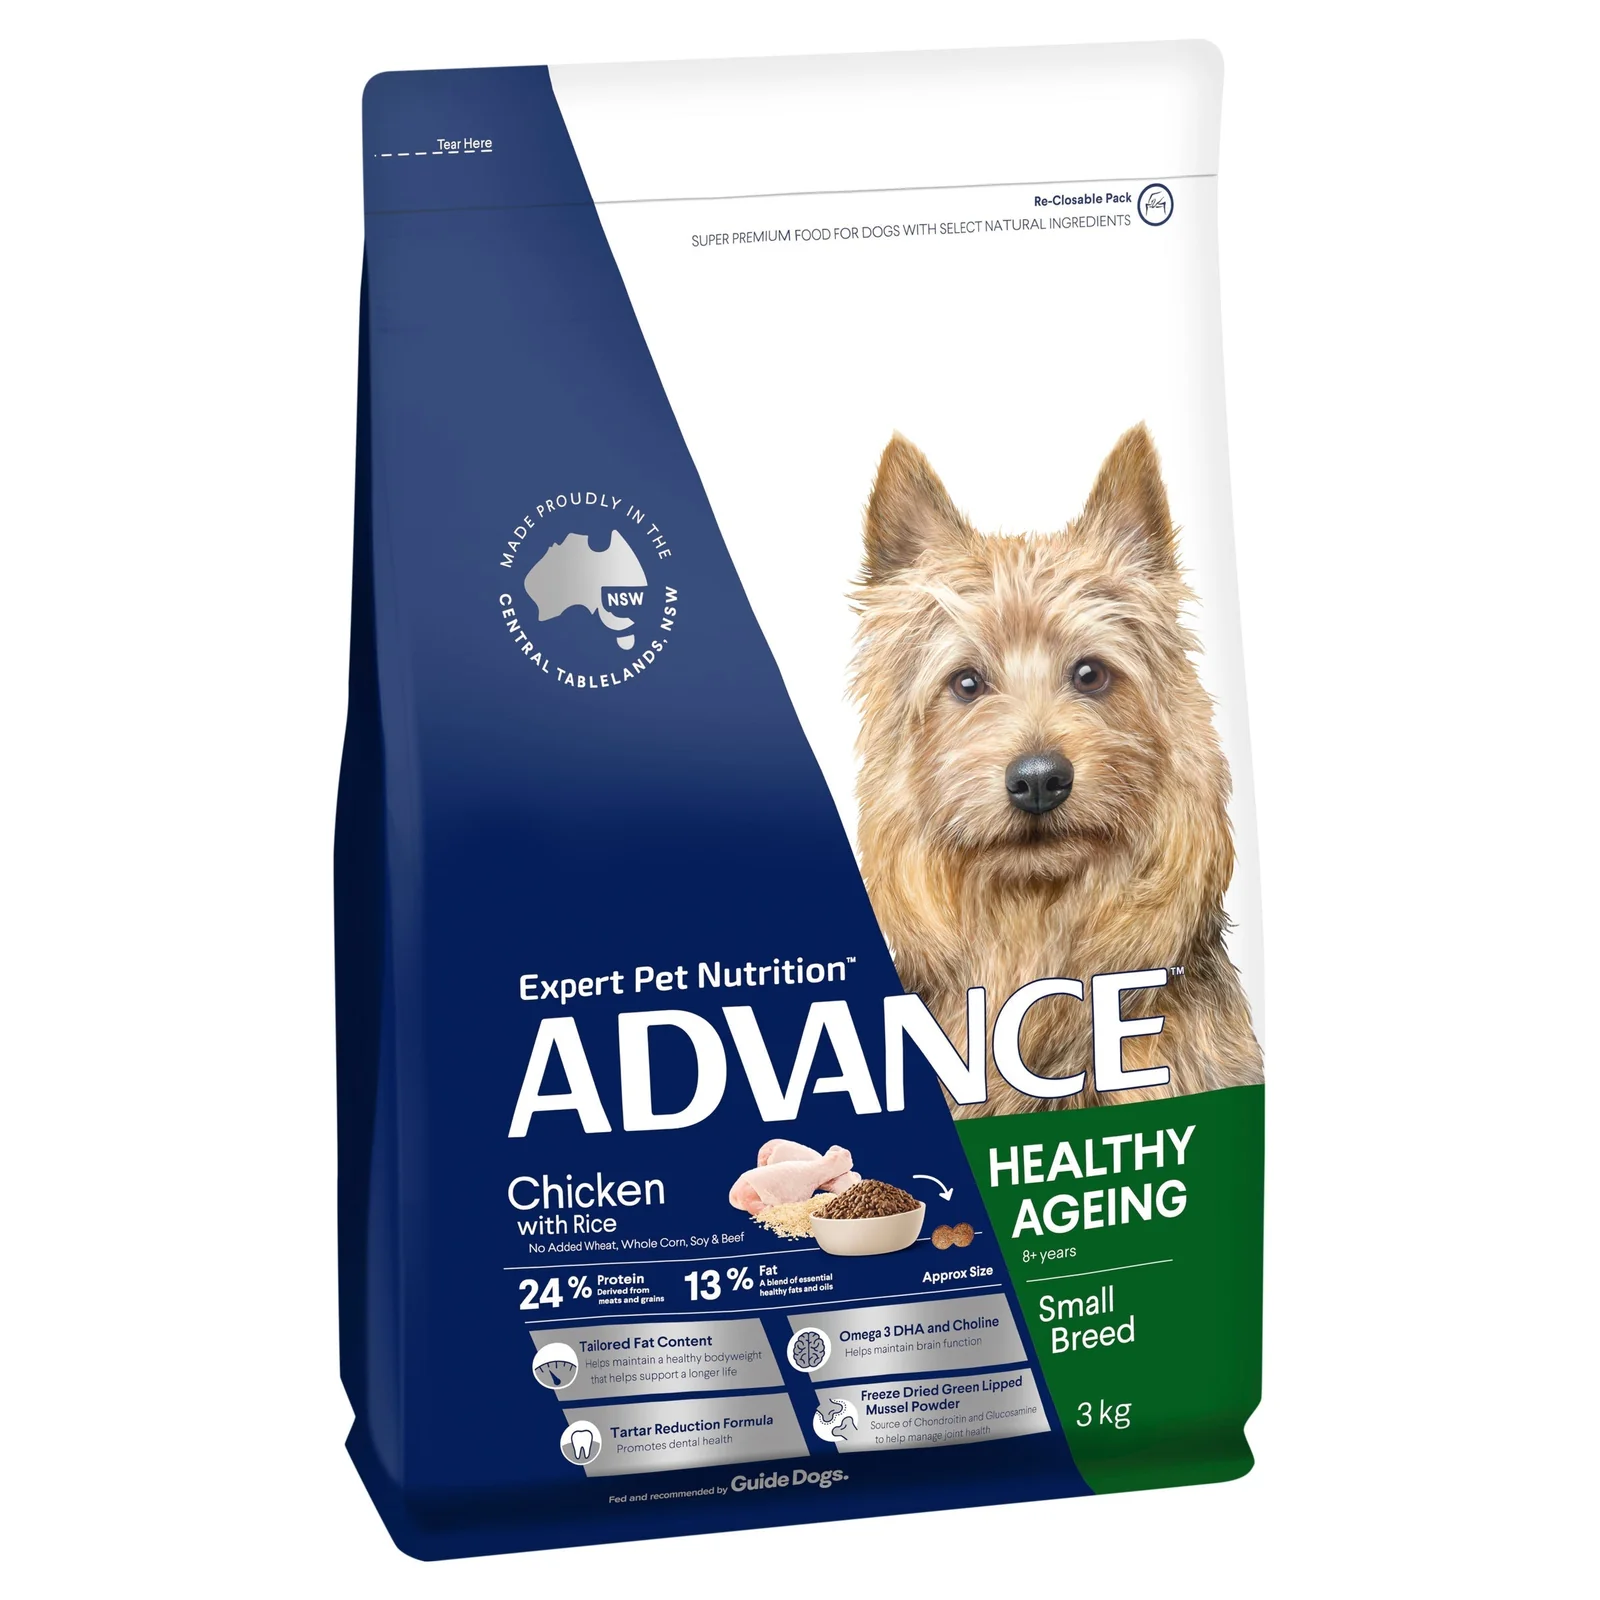 Tear Here
Re-Closable Pack
SUPER PREMIUM FOOD FOR DOGS WITH SELECT NATURAL INGREDIENTS
MADE PROUDLY IN THE
CENTRAL TABLELANDS, NSW
NSW
Expert Pet Nutrition™
ADVANCE™
Chicken
with Rice
No Added Wheat, Whole Corn, Soy & Beef
24% Protein
Derived from
meats and grains
13% Fat
A blend of essential
healthy fats and oils
Approx Size
HEALTHY
AGEING
8+ years
Small
Breed
3 kg
Tailored Fat Content
Helps maintain a healthy bodyweight
that helps support a longer life
Omega 3 DHA and Choline
Helps maintain brain function
Tartar Reduction Formula
Promotes dental health
Freeze Dried Green Lipped
Mussel Powder
Source of Chondroitin and Glucosamine
to help manage joint health
Fed and recommended by Guide Dogs.